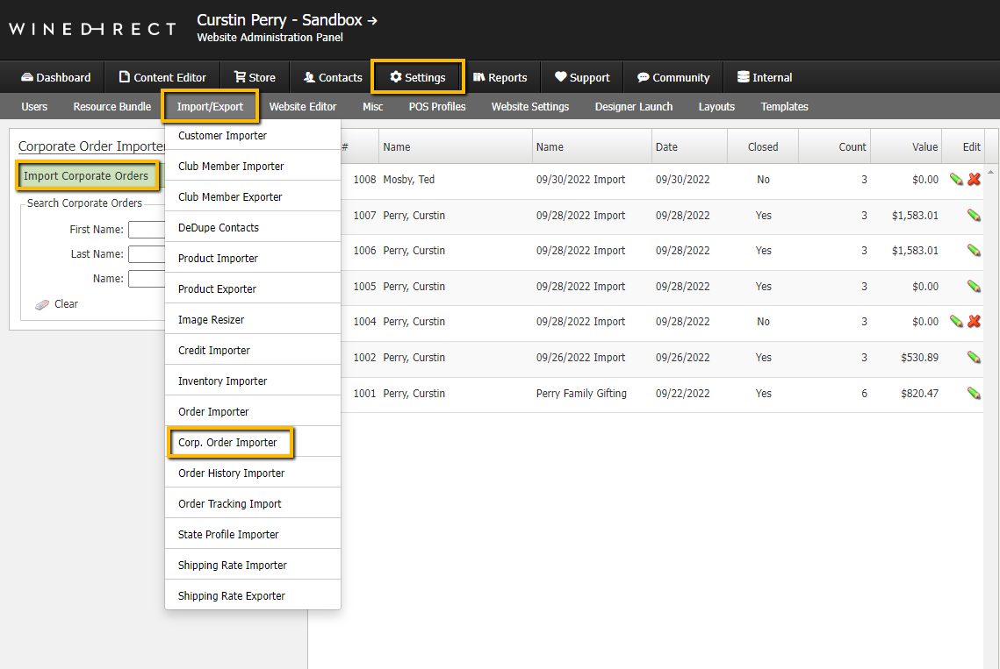 WINEDIRECT
Curstin Perry - Sandbox →
Website Administration Panel
Dashboard Content Editor Store Contacts Settings Reports Support Community Internal
Users Resource Bundle Import/Export Website Editor Misc POS Profiles Website Settings Designer Launch Layouts Templates
Corporate Order Importer
Import Corporate Orders
Search Corporate Orders
First Name:
Last Name:
Name:
Clear
Customer Importer
Club Member Importer
Club Member Exporter
DeDupe Contacts
Product Importer
Product Exporter
Image Resizer
Credit Importer
Inventory Importer
Order Importer
Corp. Order Importer
Order History Importer
Order Tracking Import
State Profile Importer
Shipping Rate Importer
Shipping Rate Exporter
# Name Name Date Closed Count Value Edit
1008 Mosby, Ted 09/30/2022 Import 09/30/2022 No 3 $0.00
1007 Perry, Curstin 09/28/2022 Import 09/28/2022 Yes 3 $1,583.01
1006 Perry, Curstin 09/28/2022 Import 09/28/2022 Yes 3 $1,583.01
1005 Perry, Curstin 09/28/2022 Import 09/28/2022 Yes 3 $0.00
1004 Perry, Curstin 09/28/2022 Import 09/28/2022 No 3 $0.00
1002 Perry, Curstin 09/26/2022 Import 09/26/2022 Yes 3 $530.89
1001 Perry, Curstin Perry Family Gifting 09/22/2022 Yes 6 $820.47